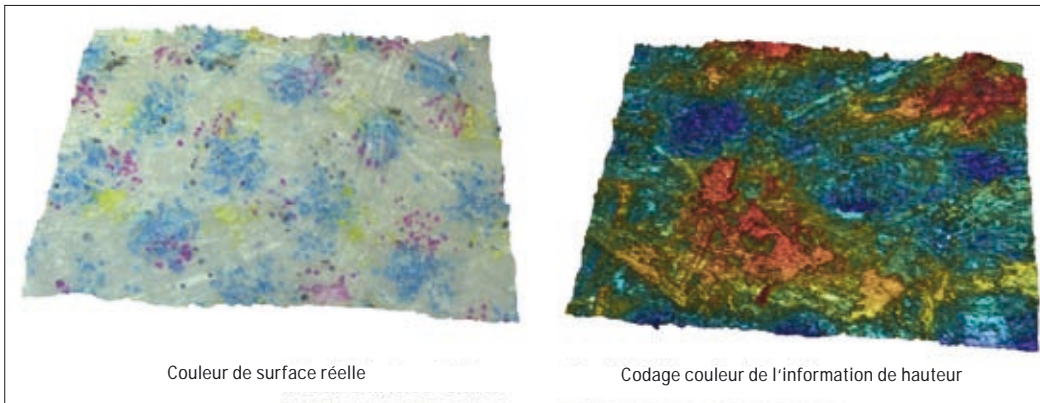 Couleur de surface réelle
Codage couleur de l'information de hauteur